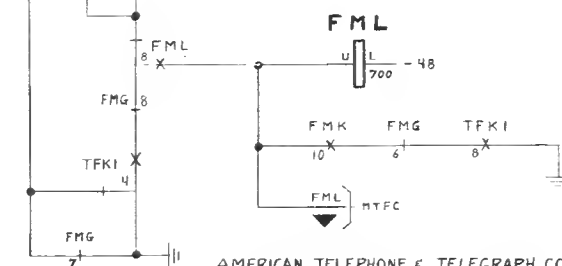 FML
FML
8
U L
700
-48
FMG 8
FMK FMG TFK1
10 6 8
TFK1
4
FML
MTFC
FMG
7
AMERICAN TELEPHONE & TELEGRAPH CO